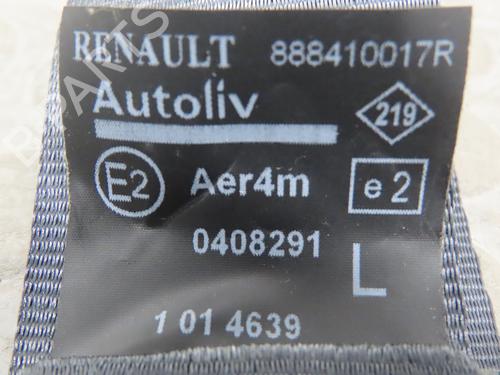 RENAULT 888410017R
Autoliv 219
E2 Aer4m e 2
0408291
L
1 01 4639